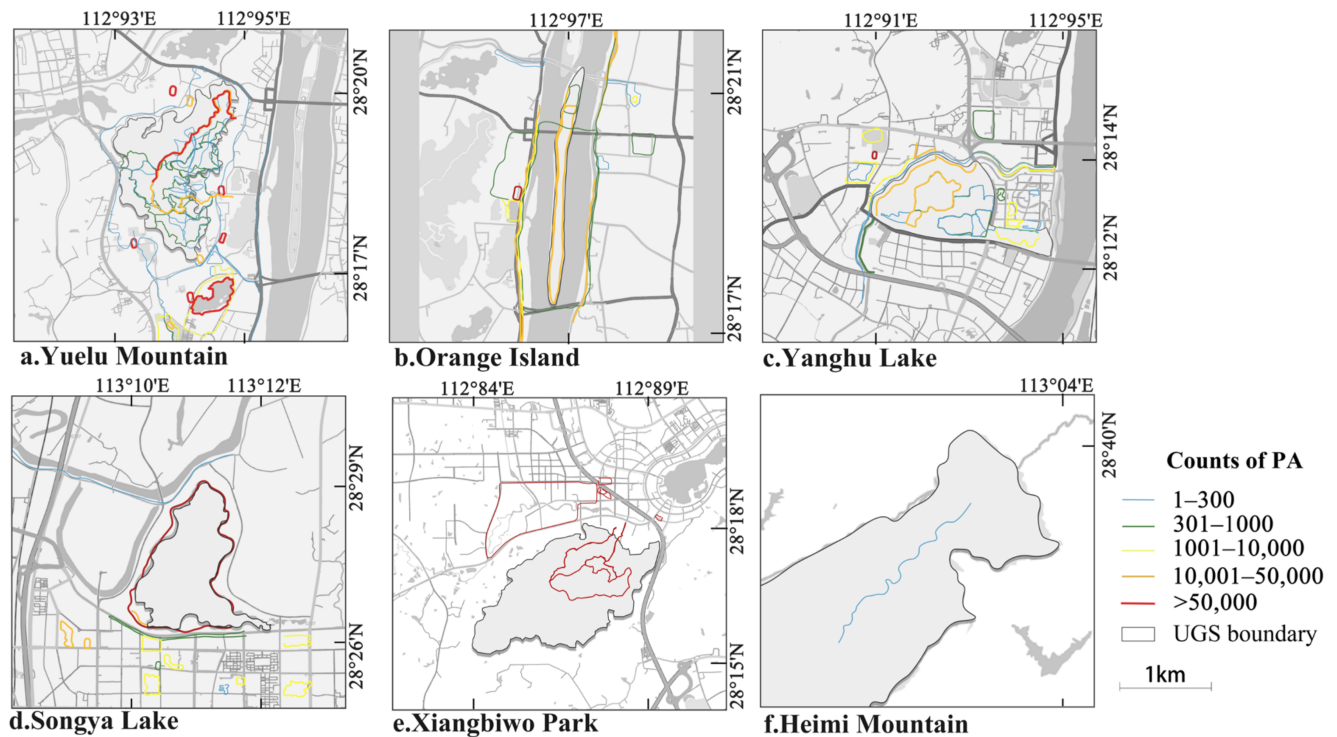 112°93'E 112°95'E
28°20'N
28°17'N
a.Yuelu Mountain
112°97'E
28°21'N
28°17'N
b.Orange Island
112°91'E 112°95'E
28°14'N
28°12'N
c.Yanghu Lake
113°10'E 113°12'E
28°29'N
28°26'N
d.Songya Lake
112°84'E 112°89'E
28°18'N
28°15'N
e.Xiangbiwo Park
113°04'E
28°40'N
f.Heimi Mountain
Counts of PA
1–300
301–1000
1001–10,000
10,001–50,000
>50,000
UGS boundary
1km